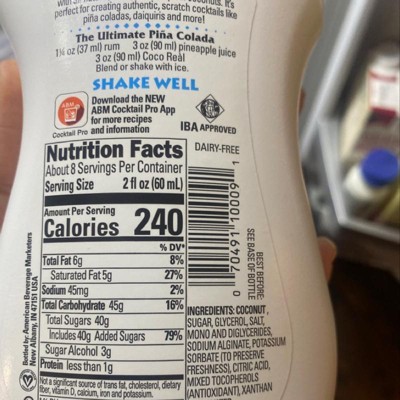 perfect for creating authentic, scratch cocktails like
piña coladas, daiquiris and more!
The Ultimate Piña Colada
1¼ oz (37 ml) rum 3 oz (90 ml) pineapple juice
3 oz (90 ml) Coco Reàl
Blend or shake with ice.
SHAKE WELL
ABM
Cocktail Pro
Download the NEW
ABM Cocktail Pro App
for more recipes
and information
IBA APPROVED
DAIRY-FREE
Nutrition Facts
About 8 Servings Per Container
Serving Size 2 fl oz (60 mL)
Amount Per Serving
Calories 240
% DV*
Total Fat 6g 8%
Saturated Fat 5g 27%
Sodium 45mg 2%
Total Carbohydrate 45g 16%
Total Sugars 40g
Includes 40g Added Sugars 79%
Sugar Alcohol 3g
Protein less than 1g
Not a significant source of trans fat, cholesterol, dietary
fiber, vitamin D, calcium, iron and potassium.
0 70491 10009 1
BEST BEFORE:
SEE BASE OF BOTTLE
INGREDIENTS: COCONUT,
SUGAR, GLYCEROL, SALT,
MONO AND DIGLYCERIDES,
SODIUM ALGINATE, POTASSIUM
SORBATE (TO PRESERVE
FRESHNESS), CITRIC ACID,
MIXED TOCOPHEROLS
(ANTIOXIDANT), XANTHAN
Bottled by: American Beverage Marketers
New Albany, IN 47151 USA